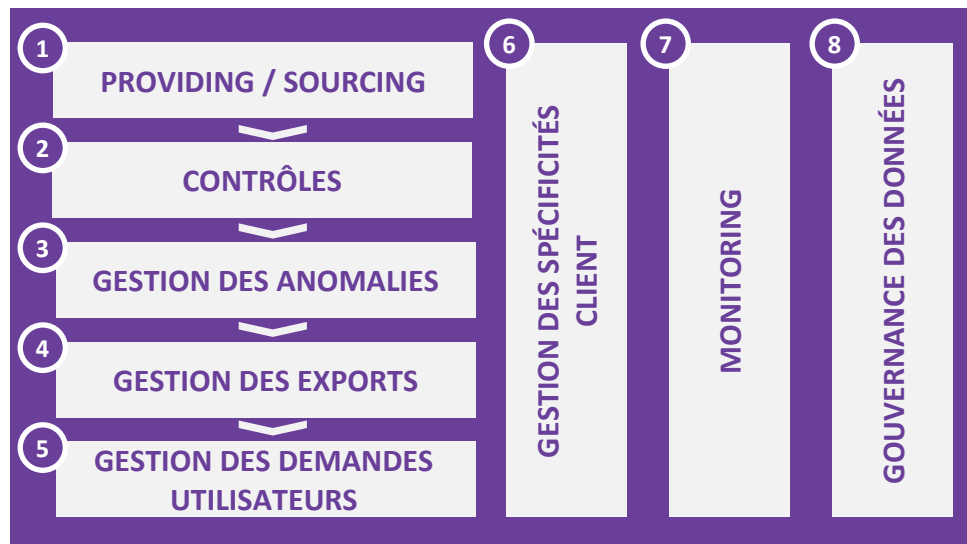 1
PROVIDING / SOURCING
2
CONTRÔLES
3
GESTION DES ANOMALIES
4
GESTION DES EXPORTS
5
GESTION DES DEMANDES
UTILISATEURS
6
GESTION DES SPÉCIFICITÉS
CLIENT
7
MONITORING
8
GOUVERNANCE DES DONNÉES